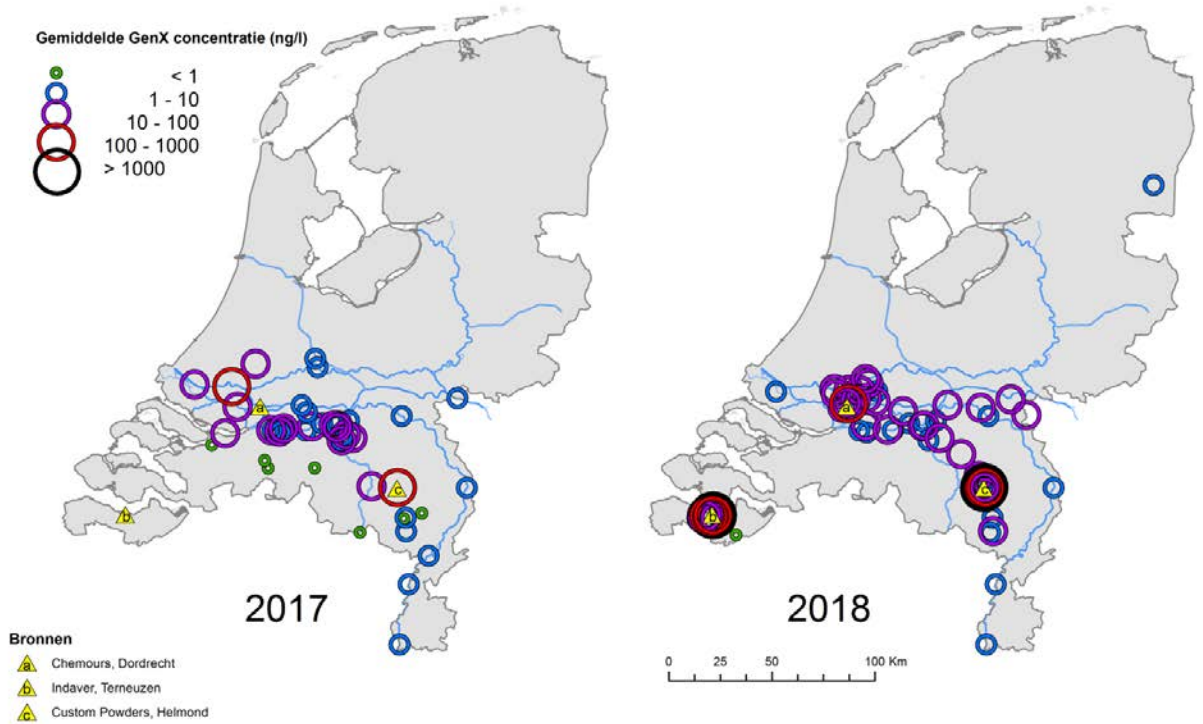 Gemiddelde GenX concentratie (ng/l)
< 1
1 - 10
10 - 100
100 - 1000
> 1000
a
b
c
2017
a
b
c
2018
0 25 50 100 Km
Bronnen
a Chemours, Dordrecht
b Indaver, Terneuzen
c Custom Powders, Helmond